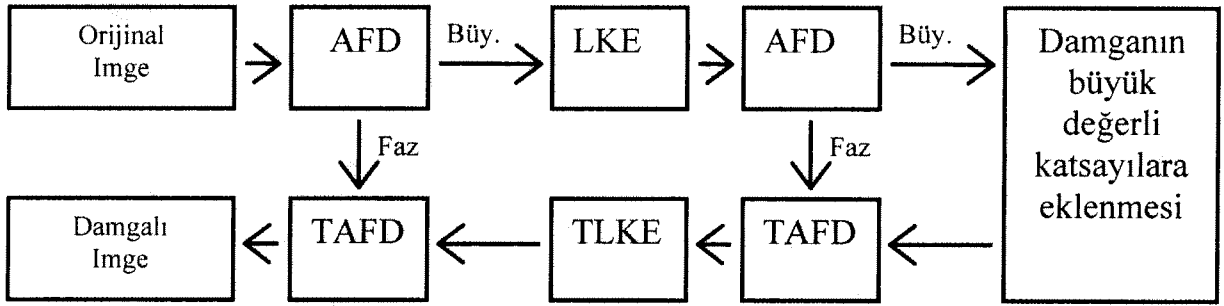 Orijinal
Imge
AFD
Büy.
LKE
AFD
Büy.
Damganın
büyük
değerli
katsayılara
eklenmesi
Faz
Faz
Damgalı
Imge
TAFD
TLKE
TAFD